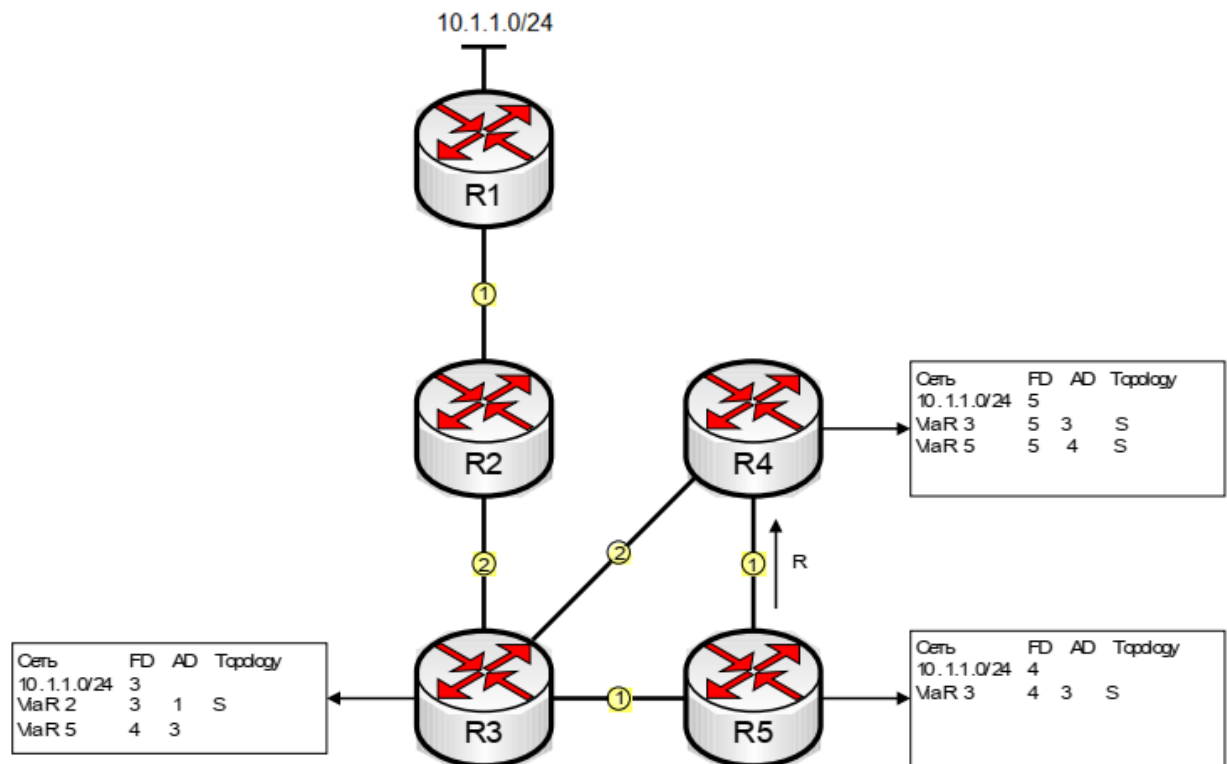 10.1.1.0/24
R1
1
R2
R4
Сеть FD AD Topology
10.1.1.0/24 5
Via R 3 5 3 S
Via R 5 5 4 S
2
2
1
R
Сеть FD AD Topology
10.1.1.0/24 3
Via R 2 3 1 S
Via R 5 4 3
R3
1
R5
Сеть FD AD Topology
10.1.1.0/24 4
Via R 3 4 3 S